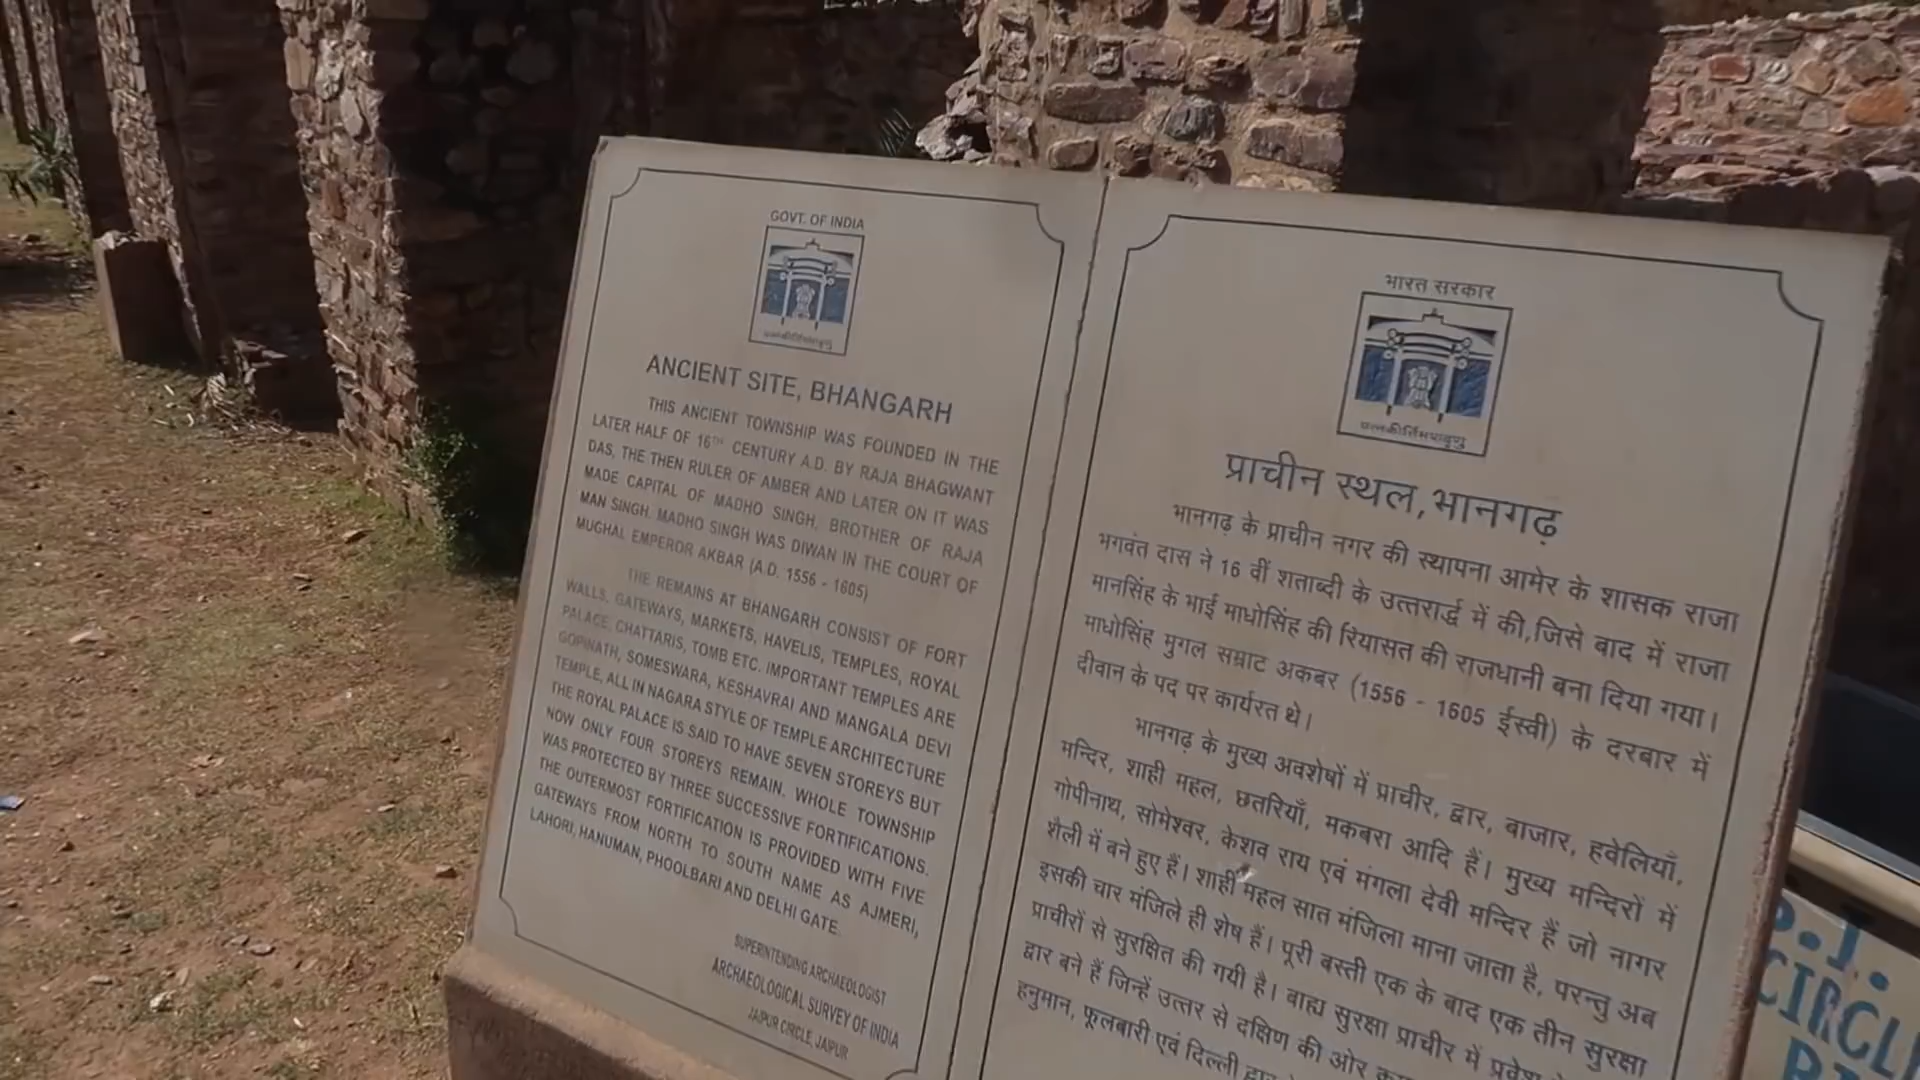 GOVT. OF INDIA
ANCIENT SITE, BHANGARH
THIS ANCIENT TOWNSHIP WAS FOUNDED IN THE
LATER HALF OF 16TH CENTURY A.D. BY RAJA BHAGWANT
DAS, THE THEN RULER OF AMBER AND LATER ON IT WAS
MADE CAPITAL OF MADHO SINGH, BROTHER OF RAJA
MAN SINGH. MADHO SINGH WAS DIWAN IN THE COURT OF
MUGHAL EMPEROR AKBAR (A.D. 1556 - 1605)
THE REMAINS AT BHANGARH CONSIST OF FORT
WALLS, GATEWAYS, MARKETS, HAVELIS, TEMPLES, ROYAL
PALACE, CHATTARIS, TOMB ETC. IMPORTANT TEMPLES ARE
GOPINATH, SOMESWARA, KESHAVRAI AND MANGALA DEVI
TEMPLE, ALL IN NAGARA STYLE OF TEMPLE ARCHITECTURE
THE ROYAL PALACE IS SAID TO HAVE SEVEN STOREYS BUT
NOW ONLY FOUR STOREYS REMAIN. WHOLE TOWNSHIP
WAS PROTECTED BY THREE SUCCESSIVE FORTIFICATIONS.
THE OUTERMOST FORTIFICATION IS PROVIDED WITH FIVE
GATEWAYS FROM NORTH TO SOUTH NAME AS AJMERI,
LAHORI, HANUMAN, PHOOLBARI AND DELHI GATE.
SUPERINTENDING ARCHAEOLOGIST
ARCHAEOLOGICAL SURVEY OF INDIA
JAIPUR CIRCLE, JAIPUR
भारत सरकार
प्रत्नकीर्तिमपावृणु
प्राचीन स्थल, भानगढ़
भानगढ़ के प्राचीन नगर की स्थापना आमेर के शासक राजा
भगवंत दास ने 16 वीं शताब्दी के उत्तरार्द्ध में की, जिसे बाद में राजा
मानसिंह के भाई माधोसिंह की रियासत की राजधानी बना दिया गया।
माधोसिंह मुगल सम्राट अकबर (1556 - 1605 ईस्वी) के दरबार में
दीवान के पद पर कार्यरत थे।
भानगढ़ के मुख्य अवशेषों में प्राचीर, द्वार, बाजार, हवेलियाँ,
मन्दिर, शाही महल, छतरियाँ, मकबरा आदि हैं। मुख्य मन्दिरों में
गोपीनाथ, सोमेश्वर, केशव राय एवं मंगला देवी मन्दिर हैं जो नागर
शैली में बने हुए हैं। शाही महल सात मंजिला माना जाता है, परन्तु अब
इसकी चार मंजिले ही शेष हैं। पूरी बस्ती एक के बाद एक तीन सुरक्षा
प्राचीरों से सुरक्षित की गयी है। बाह्य सुरक्षा प्राचीर में प्रवेश
द्वार बने हैं जिन्हें उत्तर से दक्षिण की ओर
हनुमान, फूलबारी एवं दिल्ली
CIRCL